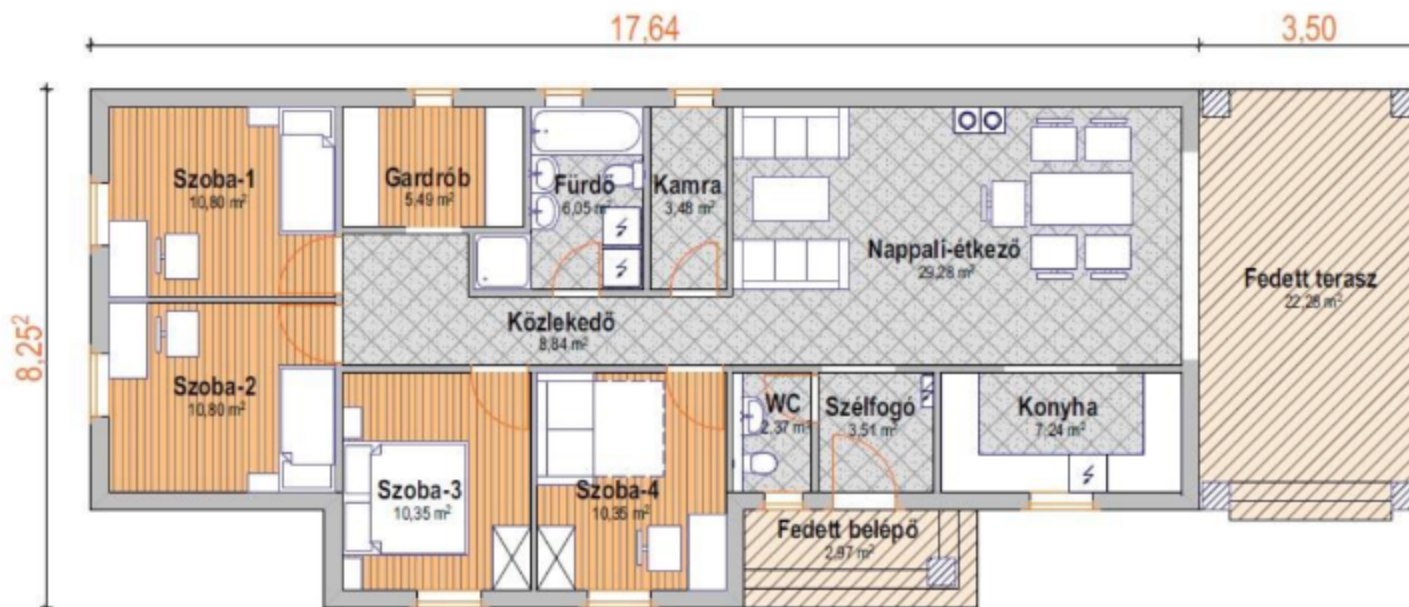 17,64
3,50
8,25²
Szoba-1
10,80 m²
Gardrób
5,49 m²
Fürdő
6,05 m²
Kamra
3,48 m²
Nappali-étkező
29,28 m²
Fedett terasz
22,28 m²
Közlekedő
8,84 m²
Szoba-2
10,80 m²
Szoba-3
10,35 m²
Szoba-4
10,35 m²
WC
2,37 m²
Szélfogó
3,51 m²
Konyha
7,24 m²
Fedett belépő
2,97 m²